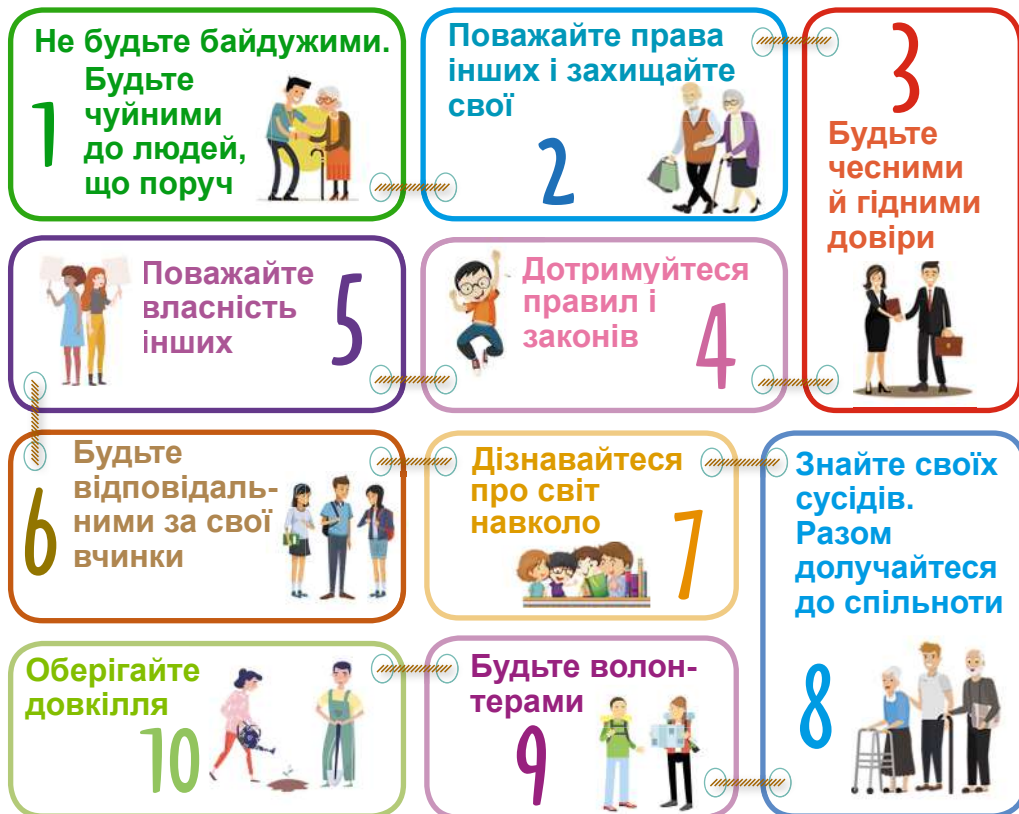 Не будьте байдужими.
1
Будьте
чуйними
до людей,
що поруч
Поважайте права
інших і захищайте
свої
2
3
Будьте
чесними
й гідними
довіри
Дотримуйтеся
правил і
законів
4
Поважайте
власність
інших
5
Будьте
відповідаль-
ними за свої
вчинки
6
Дізнавайтеся
про світ
навколо
7
Знайте своїх
сусідів.
Разом
долучайтеся
до спільноти
8
Будьте волон-
терами
9
Оберігайте
довкілля
10